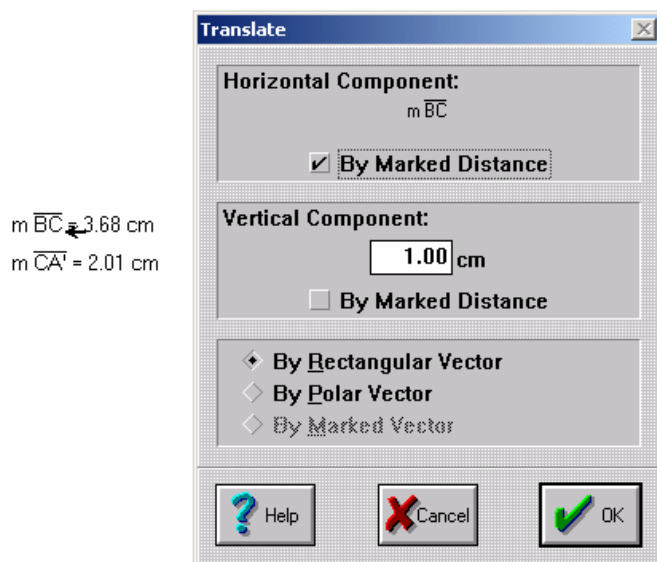 Translate
Horizontal Component:
m BC
By Marked Distance
m BC = 3.68 cm
m CA' = 2.01 cm
Vertical Component:
1.00 cm
By Marked Distance
By Rectangular Vector
By Polar Vector
By Marked Vector
Help
Cancel
OK